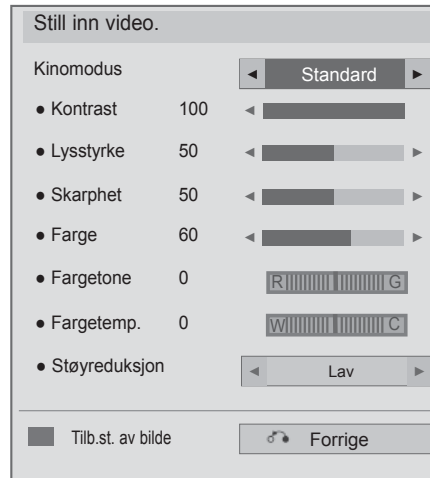 Still inn video.
Kinomodus ◄ Standard ►
● Kontrast 100 ◄
● Lysstyrke 50 ◄ ►
● Skarphet 50 ◄ ►
● Farge 60 ◄ ►
● Fargetone 0 R G
● Fargetemp. 0 W C
● Støyreduksjon ◄ Lav ►
Tilb.st. av bilde Forrige